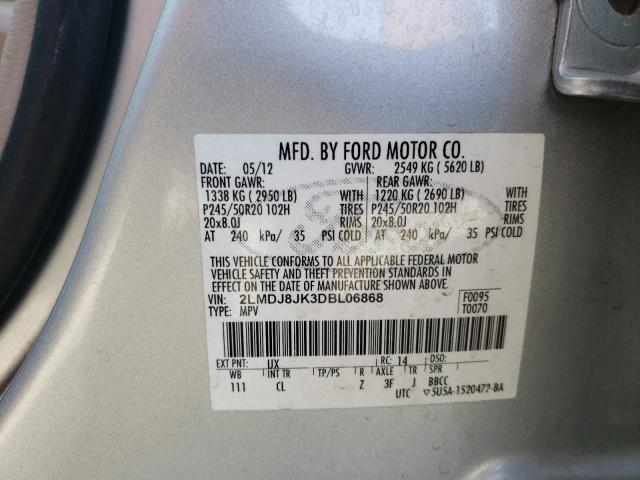 MFD. BY FORD MOTOR CO.
DATE: 05/12 GVWR: 2549 KG ( 5620 LB)
FRONT GAWR: REAR GAWR:
1338 KG ( 2950 LB) WITH 1220 KG ( 2690 LB) WITH
P245/50R20 102H TIRES P245/50R20 102H TIRES
20x8.0J RIMS 20x8.0J RIMS
AT 240 kPa/ 35 PSI COLD AT 240 kPa/ 35 PSI COLD
THIS VEHICLE CONFORMS TO ALL APPLICABLE FEDERAL MOTOR
VEHICLE SAFETY AND THEFT PREVENTION STANDARDS IN
EFFECT ON THE DATE OF MANUFACTURE SHOWN ABOVE.
VIN: 2LMDJ8JK3DBL06868 F0095
TYPE: MPV T0070
EXT PNT: UX RC: 14 DSO:
WB INT TR TP/PS R AXLE TR SPR
111 CL Z 3F J BBCC
UTC ▽5U5A-1520472-BA